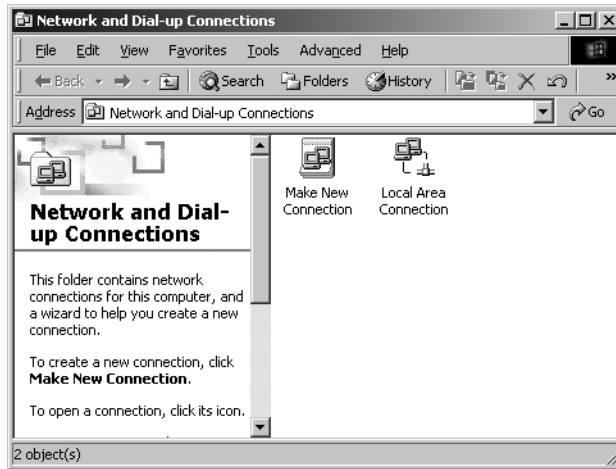 Network and Dial-up Connections
File Edit View Favorites Tools Advanced Help
Back Search Folders History »
Address Network and Dial-up Connections Go
Network and Dial-
up Connections
This folder contains network
connections for this computer, and
a wizard to help you create a new
connection.
To create a new connection, click
Make New Connection.
To open a connection, click its icon.
Make New
Connection
Local Area
Connection
2 object(s)